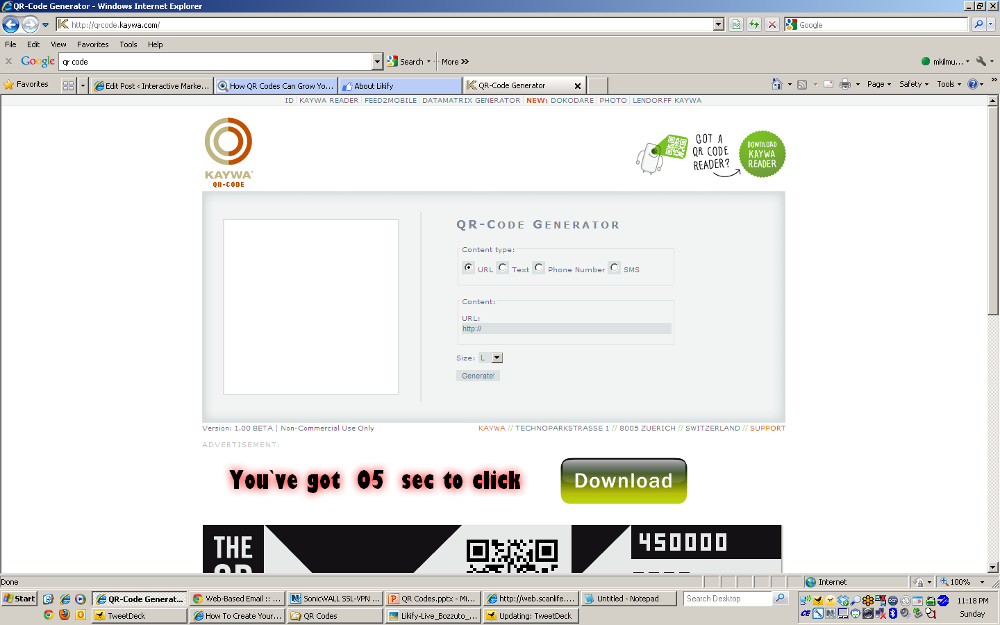 QR-Code Generator - Windows Internet Explorer
http://qrcode.kaywa.com/
Google
File Edit View Favorites Tools Help
x Google qr code Search More >> mkilmu...
Favorites Edit Post ‹ Interactive Marke... How QR Codes Can Grow Yo... About Likify QR-Code Generator Page Safety Tools
ID KAYWA READER FEED2MOBILE DATAMATRIX GENERATOR NEW: DOKODARE PHOTO LENDORFF KAYWA
KAYWA
QR-CODE
GOT A
QR CODE
READER?
DOWNLOAD
KAYWA
READER
QR-CODE GENERATOR
Content type:
URL Text Phone Number SMS
Content:
URL:
http://
Size: L
Generate!
Version: 1.00 BETA | Non-Commercial Use Only
KAYWA // TECHNOPARKSTRASSE 1 // 8005 ZUERICH // SWITZERLAND // SUPPORT
ADVERTISEMENT:
You`ve got 05 sec to click
Download
THE
QR
450000
Done Internet 100%
Start QR-Code Generat... Web-Based Email :: ... SonicWALL SSL-VPN ... QR Codes.pptx - Mi... http://web.scanlife.... Untitled - Notepad Search Desktop 11:18 PM
TweetDeck How To Create Your... QR Codes Likify-Live_Bozzuto_... Updating: TweetDeck Sunday